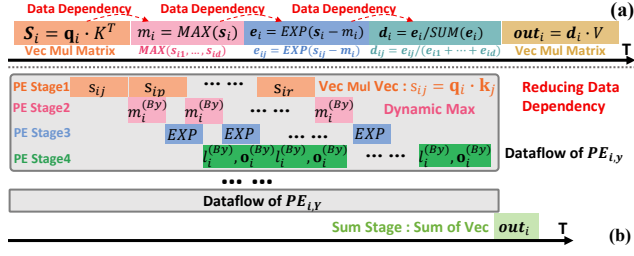 Data Dependency Data Dependency Data Dependency (a)
S_i = q_i · K^T m_i = MAX(s_i) e_i = EXP(s_i − m_i) d_i = e_i/SUM(e_i) out_i = d_i · V
Vec Mul Matrix MAX(s_i1, ..., s_id) e_ij = EXP(s_ij − m_i) d_ij = e_ij/(e_i1 + ··· + e_id) Vec Mul Matrix T
PE Stage1 s_ij s_ip ··· ··· s_ir Vec Mul Vec : s_ij = q_i · k_j Reducing Data
PE Stage2 m_i^(By) m_i^(By) ··· ··· m_i^(By) Dynamic Max Dependency
PE Stage3 EXP EXP ··· ··· EXP
PE Stage4 l_i^(By), o_i^(By) l_i^(By), o_i^(By) ··· ··· l_i^(By), o_i^(By) Dataflow of PE_i,y
··· ···
Dataflow of PE_i,Y
Sum Stage : Sum of Vec out_i T
(b)